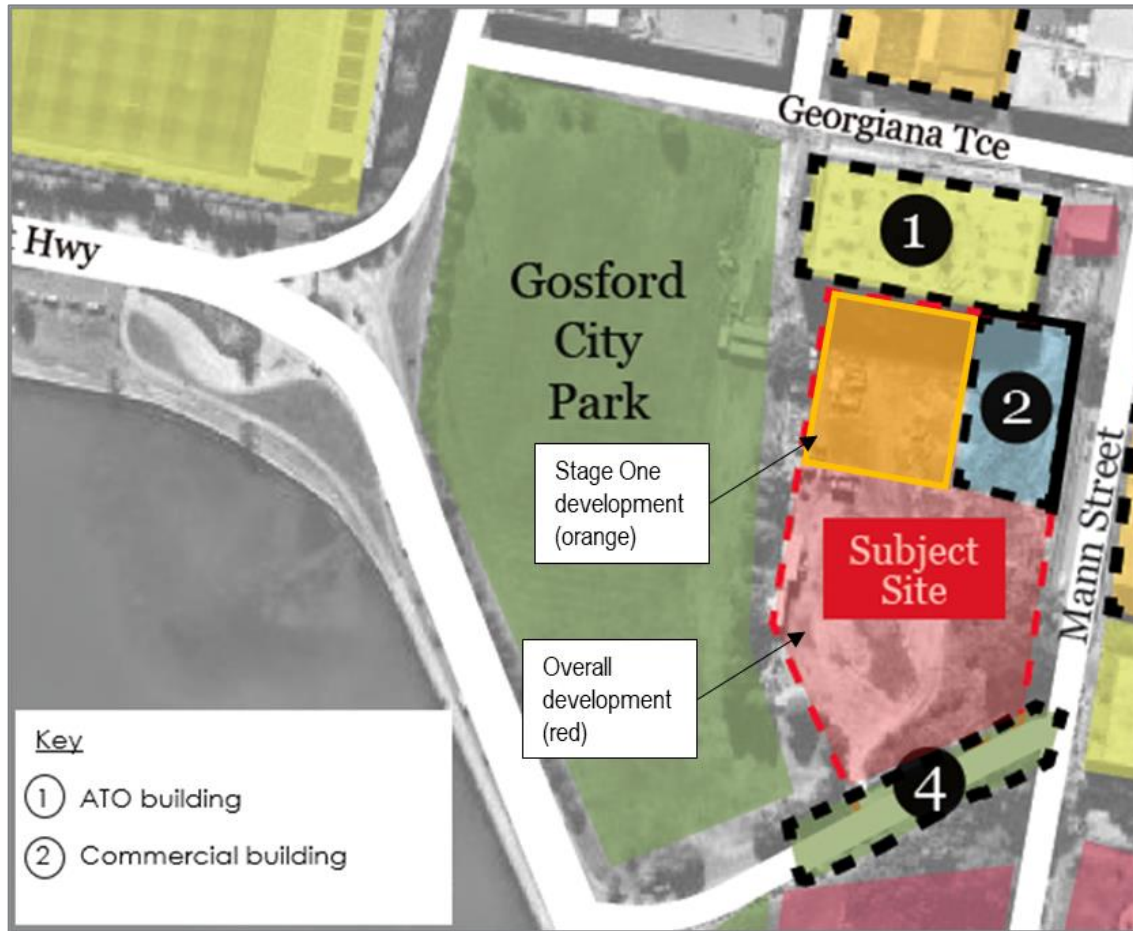 Georgiana Tce
1
t Hwy
Gosford
City
Park
2
Stage One
development
(orange)
Subject
Site
Mann Street
Overall
development
(red)
4
Key
1 ATO building
2 Commercial building